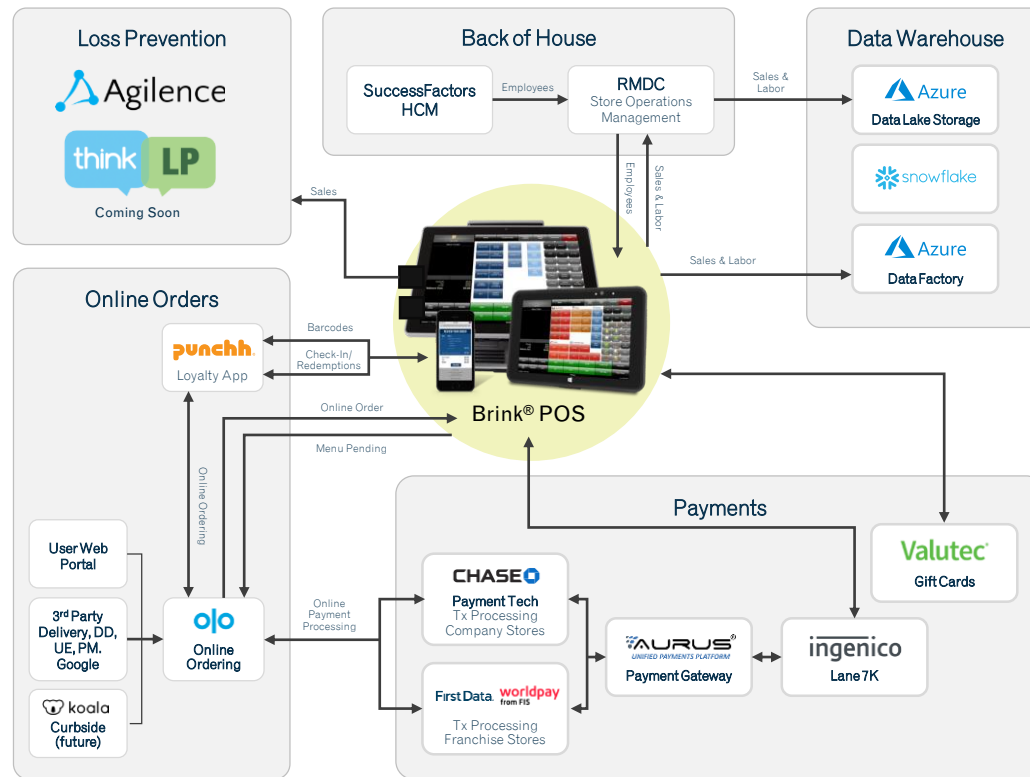 Loss Prevention
Agilence
think LP
Coming Soon
Back of House
SuccessFactors
HCM
Employees
RMDC
Store Operations
Management
Sales &
Labor
Employees
Sales & Labor
Data Warehouse
Azure
Data Lake Storage
snowflake
Azure
Data Factory
Sales
Sales & Labor
Brink® POS
Online Orders
punchh.
Loyalty App
Barcodes
Check-In/
Redemptions
Online Order
Menu Pending
Online Ordering
User Web
Portal
3rd Party
Delivery, DD,
UE, PM.
Google
koala
Curbside
(future)
olo
Online
Ordering
Online
Payment
Processing
Payments
CHASE
Payment Tech
Tx Processing
Company Stores
First Data. worldpay
from FIS
Tx Processing
Franchise Stores
AURUS®
UNIFIED PAYMENTS PLATFORM
Payment Gateway
ingenico
Lane 7K
Valutec®
Gift Cards